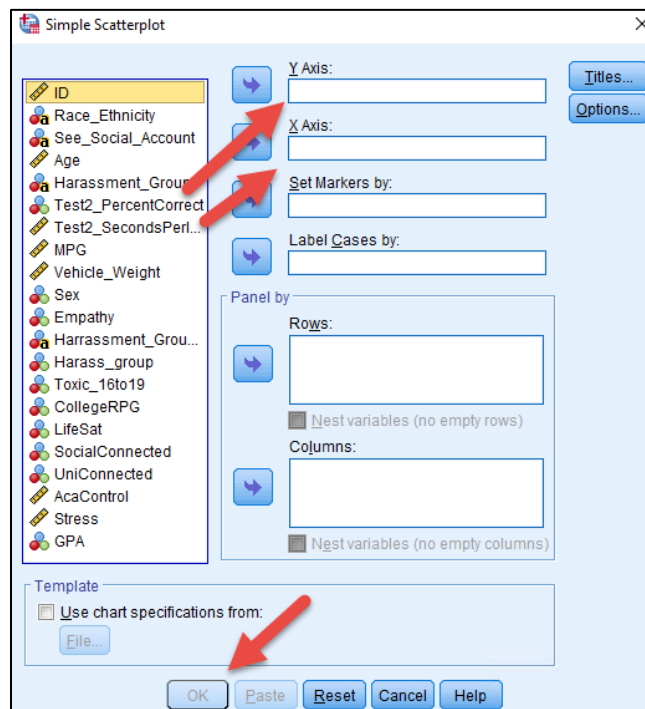 Simple Scatterplot
ID
Race_Ethnicity
See_Social_Account
Age
Harassment_Grou
Test2_PercentCorrect
Test2_SecondsPerl...
MPG
Vehicle_Weight
Sex
Empathy
Harrassment_Grou...
Harass_group
Toxic_16to19
CollegeRPG
LifeSat
SocialConnected
UniConnected
AcaControl
Stress
GPA
Y Axis:
X Axis:
Set Markers by:
Label Cases by:
Panel by
Rows:
Nest variables (no empty rows)
Columns:
Nest variables (no empty columns)
Titles...
Options...
Template
Use chart specifications from:
File...
OK Paste Reset Cancel Help